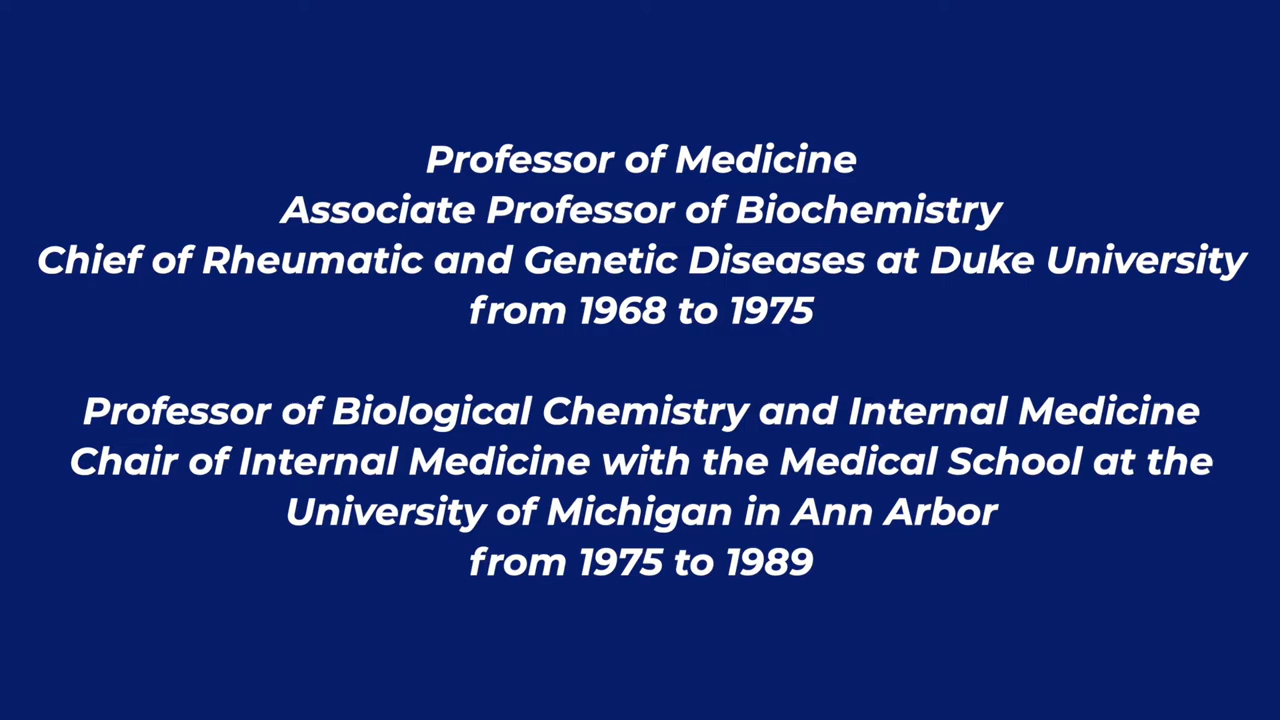 Professor of Medicine
Associate Professor of Biochemistry
Chief of Rheumatic and Genetic Diseases at Duke University
from 1968 to 1975
Professor of Biological Chemistry and Internal Medicine
Chair of Internal Medicine with the Medical School at the
University of Michigan in Ann Arbor
from 1975 to 1989